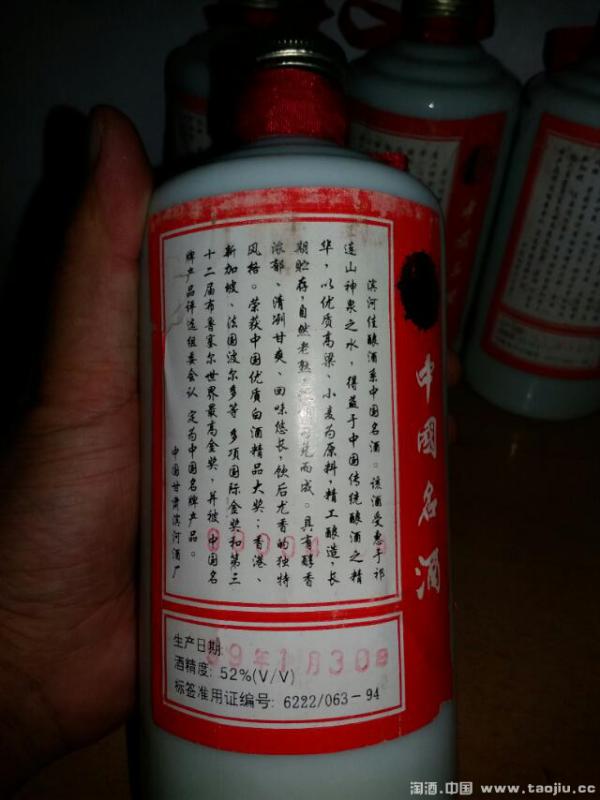 滨河佳酿酒系中国名酒。该酒受惠于祁
连山神泉之水，得益于中国传统酿酒之精
华，以优质高粱、小麦为原料，精工酿造，长
期贮存，自然老熟，而成。具有醇香
浓郁、清冽甘爽、回味悠长，饮后尤香的独特
风格。荣获中国优质白酒精品大奖；香港、
新加坡、法国波尔多等多项国际金奖和第三
十二届布鲁塞尔世界最高金奖，并被中国名
牌产品评选组委会认定为中国名牌产品。
中国甘肃滨河酒厂
中國名酒
生产日期:
99年1月30日
酒精度: 52%(V/V)
标签准用证编号: 6222/063-94
淘酒.中国 www.taojiu.cc